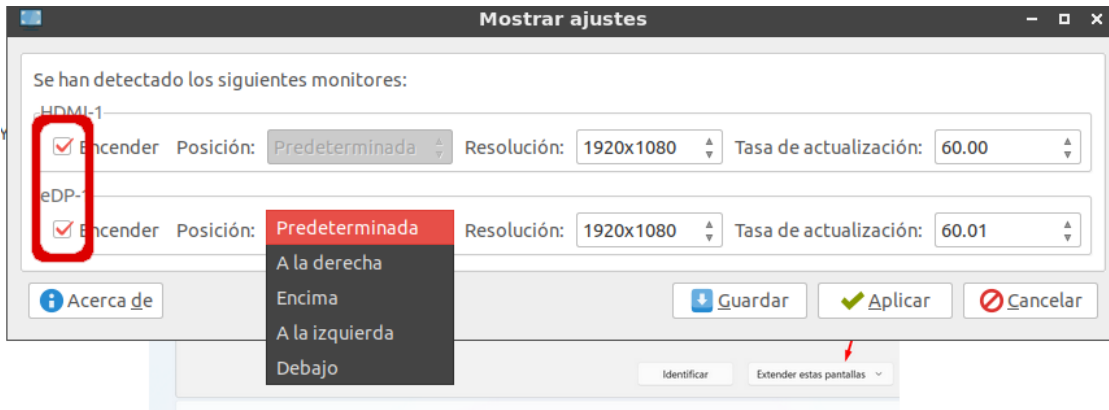 Mostrar ajustes
Se han detectado los siguientes monitores:
HDMI-1
Encender Posición: Predeterminada Resolución: 1920x1080 Tasa de actualización: 60.00
eDP-1
Encender Posición: Predeterminada Resolución: 1920x1080 Tasa de actualización: 60.01
A la derecha
Encima
A la izquierda
Debajo
Acerca de Guardar Aplicar Cancelar
Identificar Extender estas pantallas